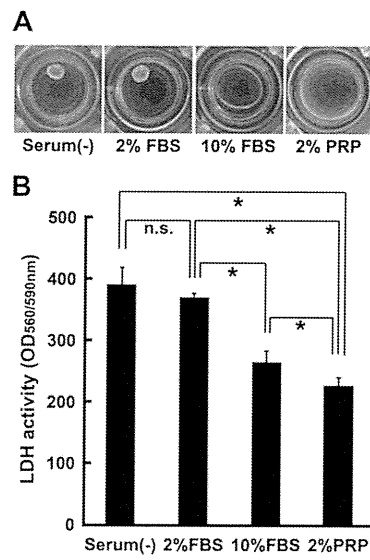 A
Serum(-) 2% FBS 10% FBS 2% PRP
B
LDH activity (OD560/590nm)
500
400
300
200
100
0
*
n.s.
*
*
*
Serum(-) 2%FBS 10%FBS 2%PRP